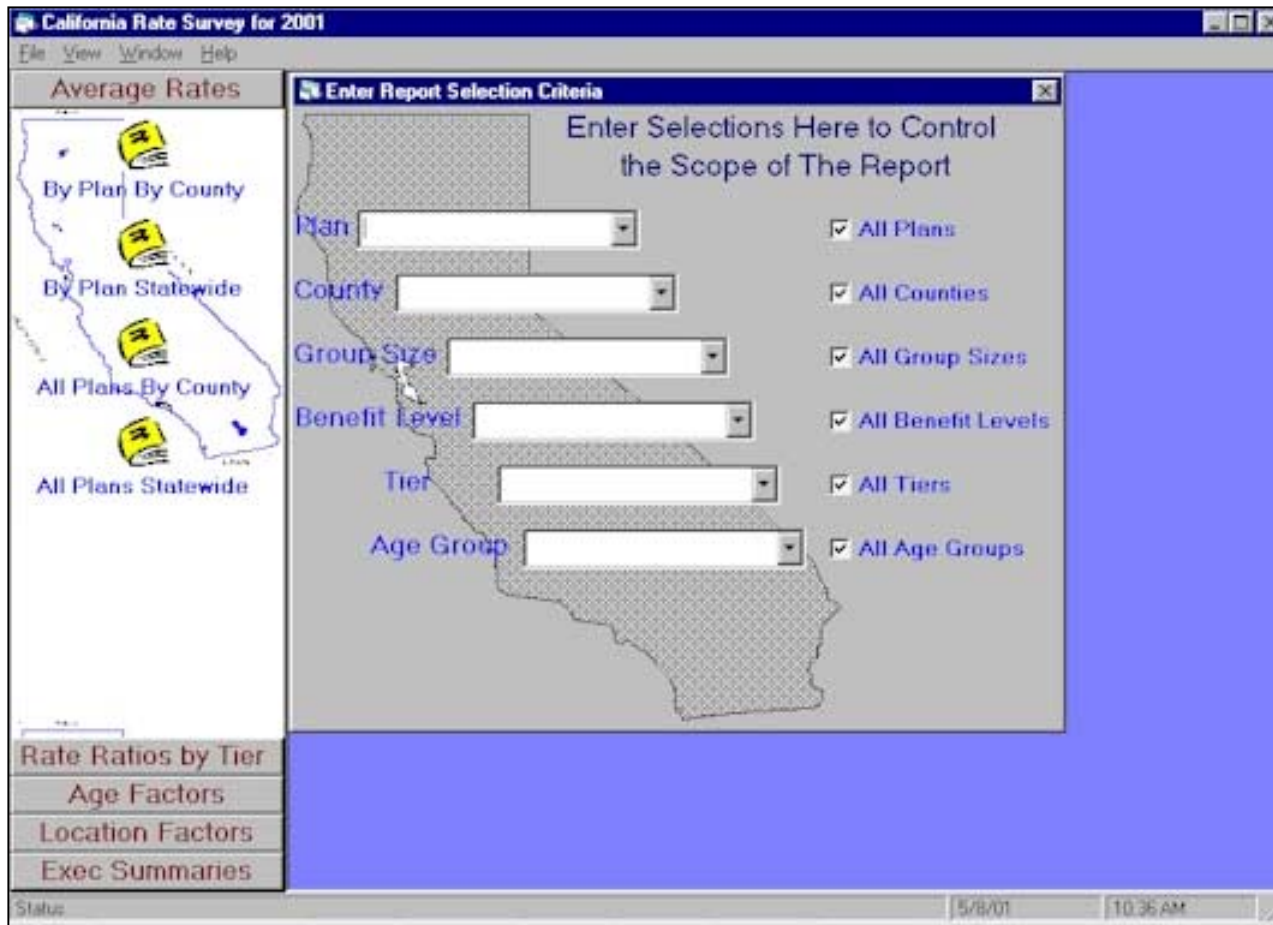 California Rate Survey for 2001
File View Window Help
Average Rates
By Plan By County
By Plan Statewide
All Plans By County
All Plans Statewide
Rate Ratios by Tier
Age Factors
Location Factors
Exec Summaries
Enter Report Selection Criteria
Enter Selections Here to Control
the Scope of The Report
Plan All Plans
County All Counties
Group Size All Group Sizes
Benefit Level All Benefit Levels
Tier All Tiers
Age Group All Age Groups
Status 5/8/01 10:36 AM